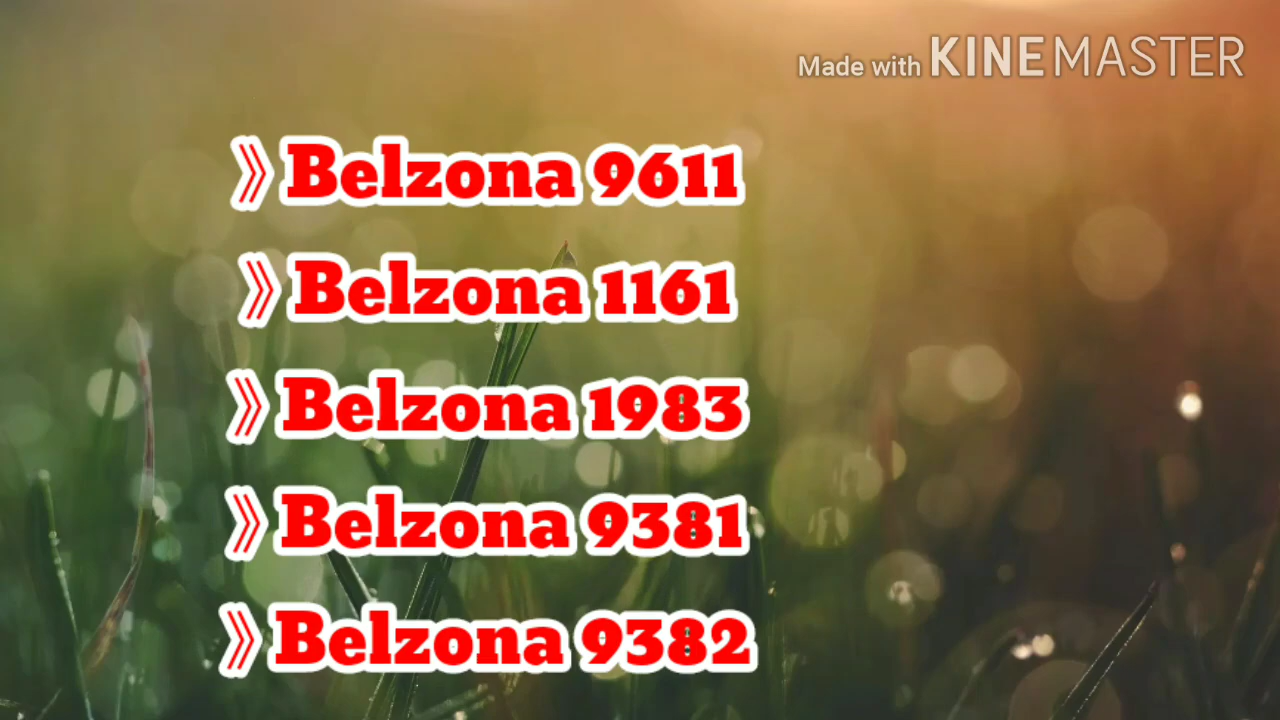 Made with KINEMASTER
》Belzona 9611
》Belzona 1161
》Belzona 1983
》Belzona 9381
》Belzona 9382